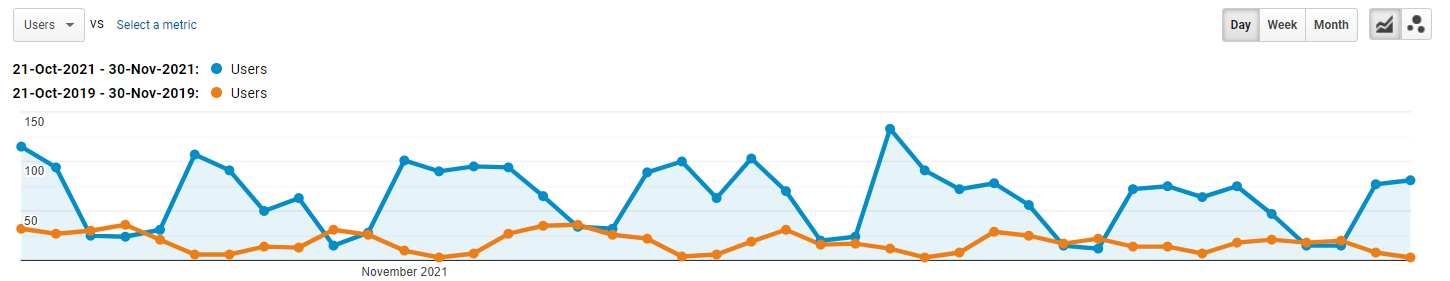 Users VS Select a metric Day Week Month
21-Oct-2021 - 30-Nov-2021: Users
21-Oct-2019 - 30-Nov-2019: Users
150
100
50
November 2021